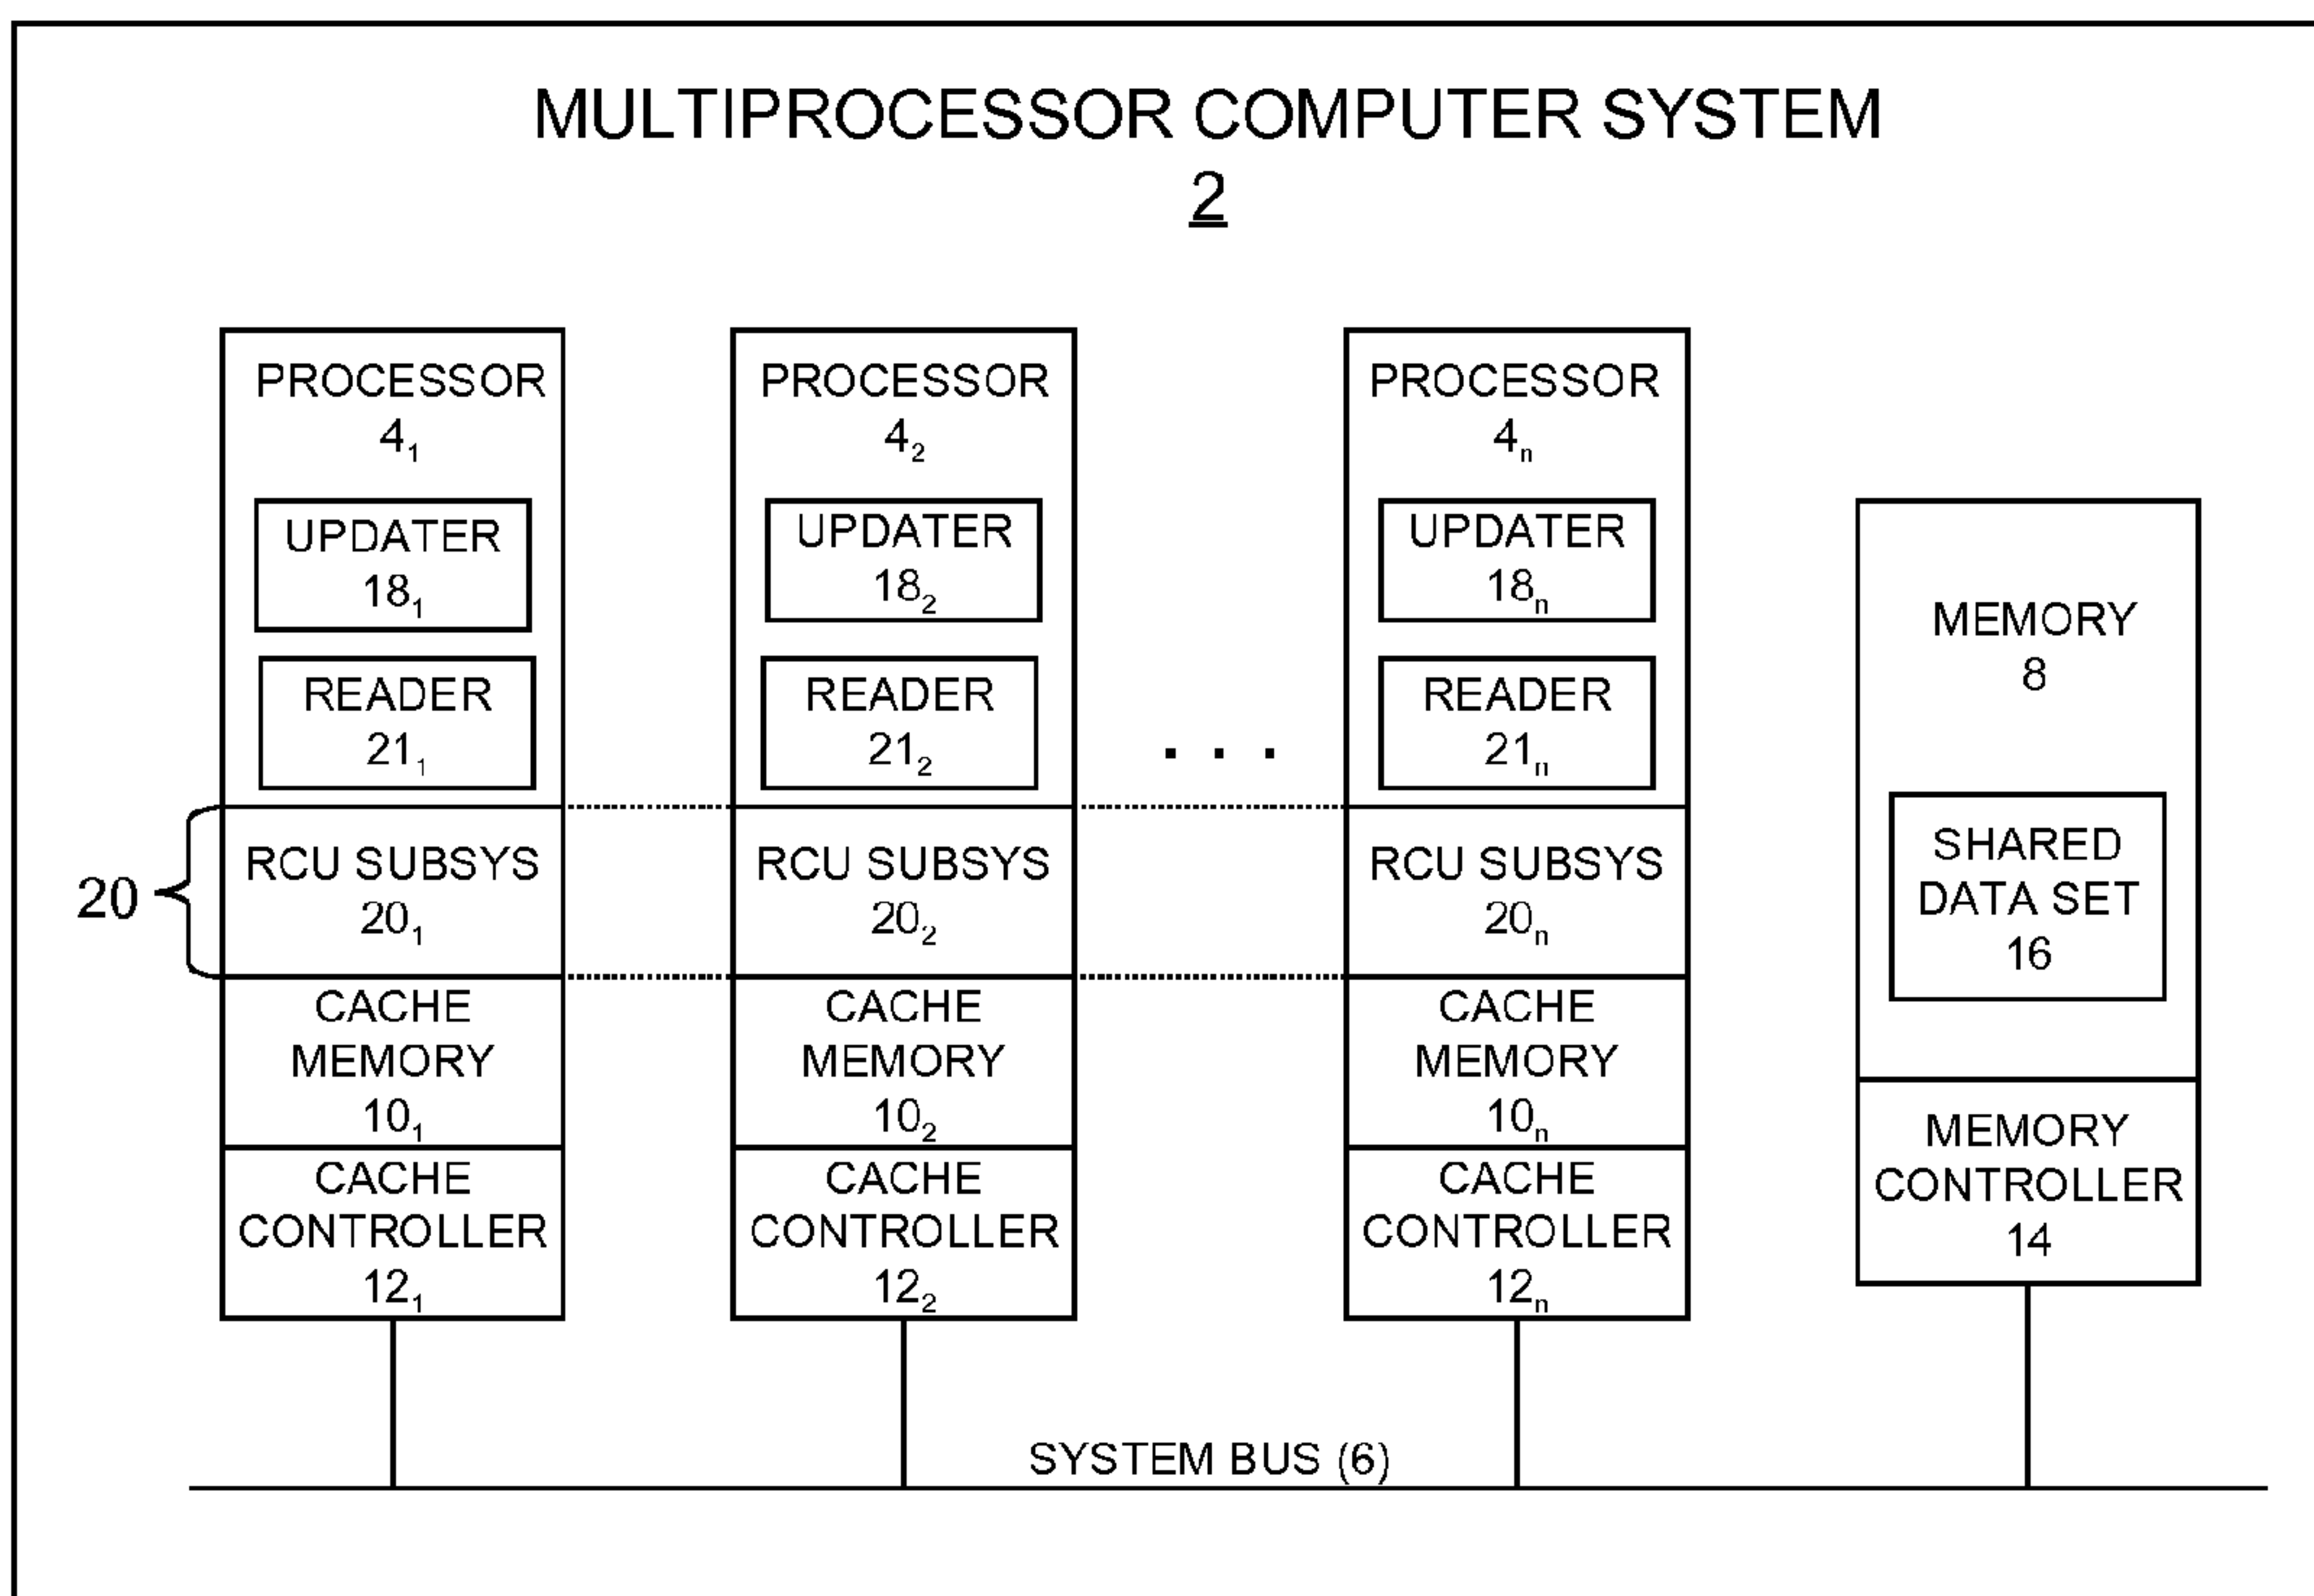 MULTIPROCESSOR COMPUTER SYSTEM
2
PROCESSOR
4₁
UPDATER
18₁
READER
21₁
RCU SUBSYS
20₁
CACHE
MEMORY
10₁
CACHE
CONTROLLER
12₁
PROCESSOR
4₂
UPDATER
18₂
READER
21₂
RCU SUBSYS
20₂
CACHE
MEMORY
10₂
CACHE
CONTROLLER
12₂
. . .
PROCESSOR
4ₙ
UPDATER
18ₙ
READER
21ₙ
RCU SUBSYS
20ₙ
CACHE
MEMORY
10ₙ
CACHE
CONTROLLER
12ₙ
MEMORY
8
SHARED
DATA SET
16
MEMORY
CONTROLLER
14
20
SYSTEM BUS (6)